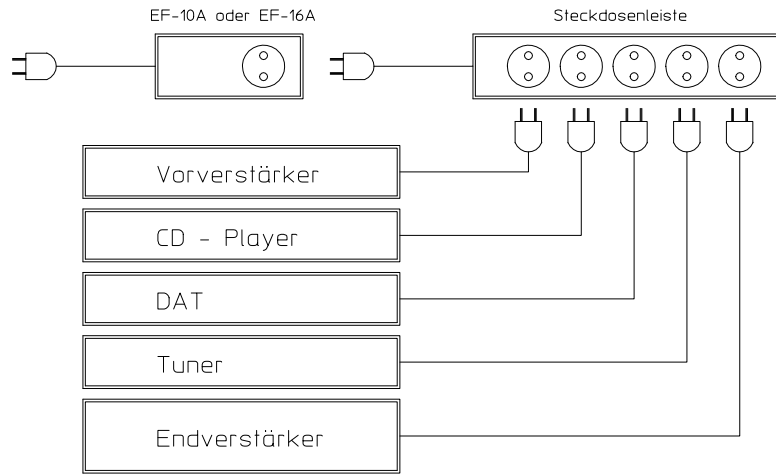 EF-10A oder EF-16A
Steckdosenleiste
Vorverstärker
CD - Player
DAT
Tuner
Endverstärker